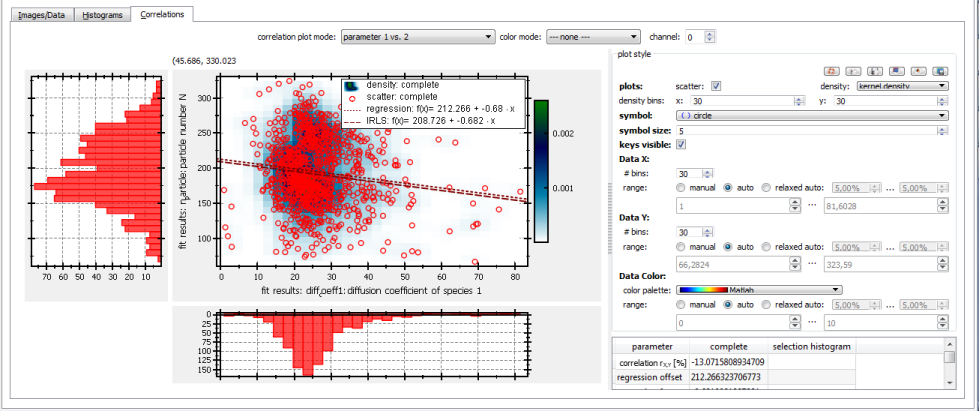 Images/Data Histograms Correlations
correlation plot mode: parameter 1 vs. 2 color mode: --- none --- channel: 0
(45.686, 330.023
density: complete
scatter: complete
regression: f(x)= 212.266 + -0.68 · x
IRLS: f(x)= 208.726 + -0.682 · x
300
250
200
150
100
fit results: n_particle: particle number N
0.002
0.001
70 60 50 40 30 20 10
0 10 20 30 40 50 60 70 80
fit results: diff_coeff1: diffusion coefficient of species 1
0
25
50
75
100
125
150
plot style
plots: scatter: density: kernel density
density bins: x: 30 y: 30
symbol: circle
symbol size: 5
keys visible:
Data X:
# bins: 30
range: manual auto relaxed auto: 5,00% ... 5,00%
1 ... 81,6028
Data Y:
# bins: 30
range: manual auto relaxed auto: 5,00% ... 5,00%
66,2824 ... 323,59
Data Color:
color palette: Matlab
range: manual auto relaxed auto: 5,00% ... 5,00%
0 ... 10
parameter complete selection histogram
correlation rX,Y [%] -13.0715808934709
regression offset 212.266323706773